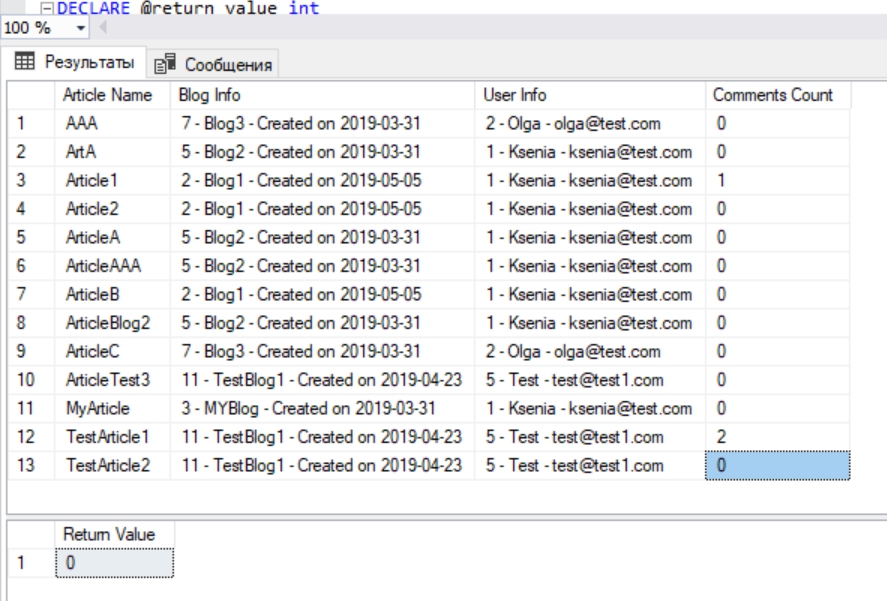 DECLARE @return_value int
100 %
Результаты Сообщения
Article Name Blog Info User Info Comments Count
1 AAA 7 - Blog3 - Created on 2019-03-31 2 - Olga - olga@test.com 0
2 ArtA 5 - Blog2 - Created on 2019-03-31 1 - Ksenia - ksenia@test.com 0
3 Article1 2 - Blog1 - Created on 2019-05-05 1 - Ksenia - ksenia@test.com 1
4 Article2 2 - Blog1 - Created on 2019-05-05 1 - Ksenia - ksenia@test.com 0
5 ArticleA 5 - Blog2 - Created on 2019-03-31 1 - Ksenia - ksenia@test.com 0
6 ArticleAAA 5 - Blog2 - Created on 2019-03-31 1 - Ksenia - ksenia@test.com 0
7 ArticleB 2 - Blog1 - Created on 2019-05-05 1 - Ksenia - ksenia@test.com 0
8 ArticleBlog2 5 - Blog2 - Created on 2019-03-31 1 - Ksenia - ksenia@test.com 0
9 ArticleC 7 - Blog3 - Created on 2019-03-31 2 - Olga - olga@test.com 0
10 ArticleTest3 11 - TestBlog1 - Created on 2019-04-23 5 - Test - test@test1.com 0
11 MyArticle 3 - MYBlog - Created on 2019-03-31 1 - Ksenia - ksenia@test.com 0
12 TestArticle1 11 - TestBlog1 - Created on 2019-04-23 5 - Test - test@test1.com 2
13 TestArticle2 11 - TestBlog1 - Created on 2019-04-23 5 - Test - test@test1.com 0
Return Value
1 0